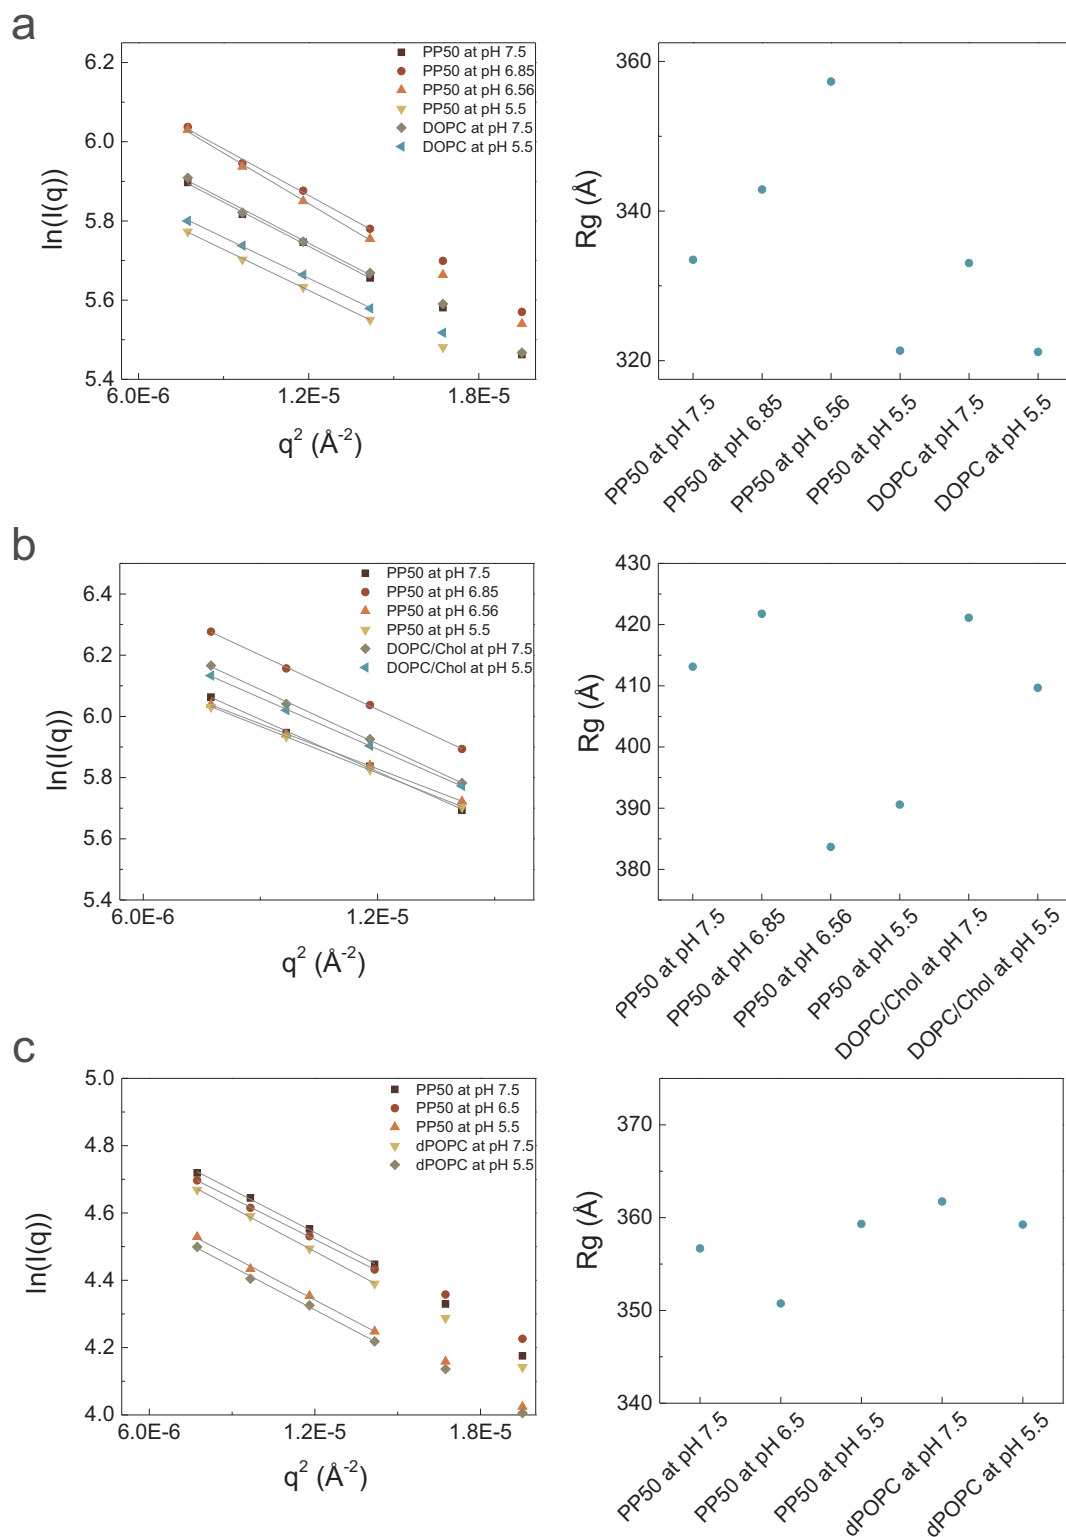 a
6.2
6.0
5.8
5.6
5.4
ln(I(q))
6.0E-6
1.2E-5
1.8E-5
q² (Å⁻²)
PP50 at pH 7.5
PP50 at pH 6.85
PP50 at pH 6.56
PP50 at pH 5.5
DOPC at pH 7.5
DOPC at pH 5.5
360
340
320
Rg (Å)
PP50 at pH 7.5
PP50 at pH 6.85
PP50 at pH 6.56
PP50 at pH 5.5
DOPC at pH 7.5
DOPC at pH 5.5
b
6.4
6.2
6.0
5.8
5.6
5.4
ln(I(q))
6.0E-6
1.2E-5
q² (Å⁻²)
PP50 at pH 7.5
PP50 at pH 6.85
PP50 at pH 6.56
PP50 at pH 5.5
DOPC/Chol at pH 7.5
DOPC/Chol at pH 5.5
430
420
410
400
390
380
Rg (Å)
PP50 at pH 7.5
PP50 at pH 6.85
PP50 at pH 6.56
PP50 at pH 5.5
DOPC/Chol at pH 7.5
DOPC/Chol at pH 5.5
c
5.0
4.8
4.6
4.4
4.2
4.0
ln(I(q))
6.0E-6
1.2E-5
1.8E-5
q² (Å⁻²)
PP50 at pH 7.5
PP50 at pH 6.5
PP50 at pH 5.5
dPOPC at pH 7.5
dPOPC at pH 5.5
370
360
350
340
Rg (Å)
PP50 at pH 7.5
PP50 at pH 6.5
PP50 at pH 5.5
dPOPC at pH 7.5
dPOPC at pH 5.5